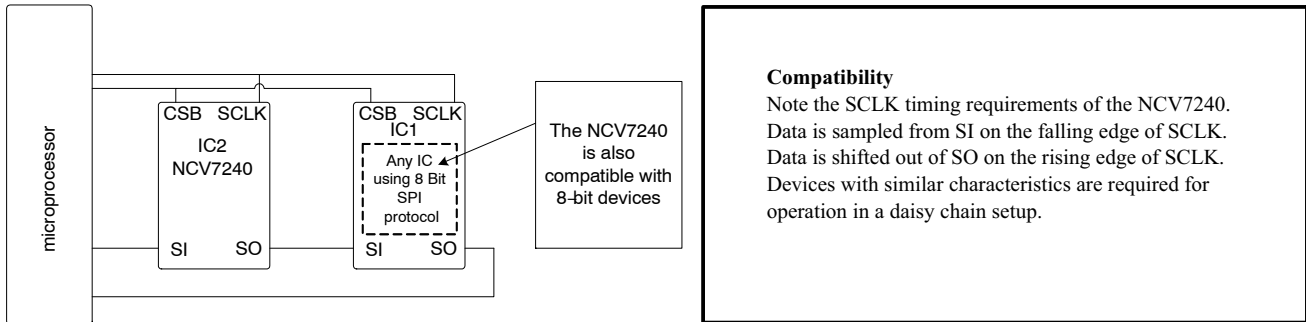 microprocessor
CSB SCLK
IC2
NCV7240
SI SO
CSB SCLK
IC1
Any IC
using 8 Bit
SPI
protocol
SI SO
The NCV7240
is also
compatible with
8-bit devices
Compatibility
Note the SCLK timing requirements of the NCV7240.
Data is sampled from SI on the falling edge of SCLK.
Data is shifted out of SO on the rising edge of SCLK.
Devices with similar characteristics are required for
operation in a daisy chain setup.